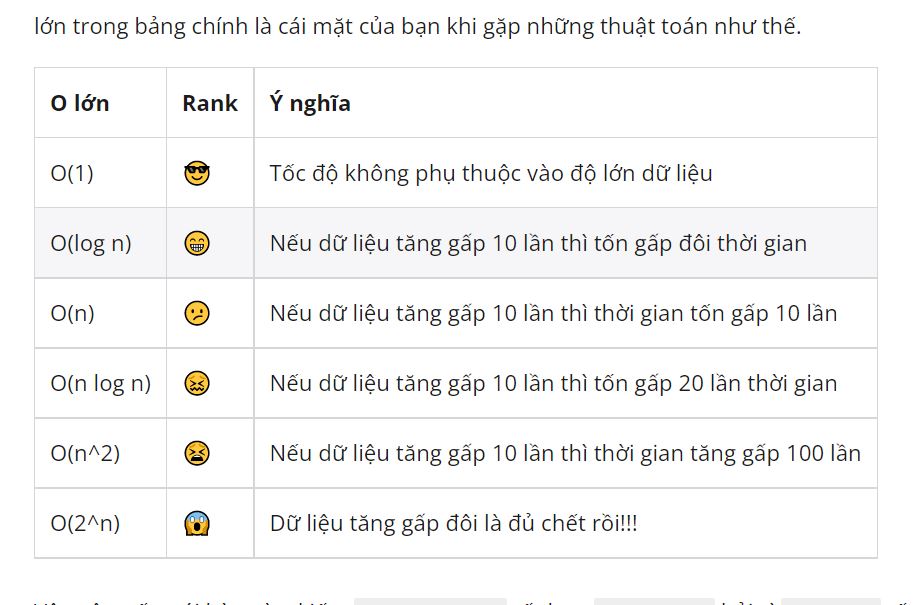 lớn trong bảng chính là cái mặt của bạn khi gặp những thuật toán như thế.
O lớn Rank Ý nghĩa
O(1) 😎 Tốc độ không phụ thuộc vào độ lớn dữ liệu
O(log n) 😁 Nếu dữ liệu tăng gấp 10 lần thì tốn gấp đôi thời gian
O(n) 😕 Nếu dữ liệu tăng gấp 10 lần thì thời gian tốn gấp 10 lần
O(n log n) 😖 Nếu dữ liệu tăng gấp 10 lần thì tốn gấp 20 lần thời gian
O(n^2) 😫 Nếu dữ liệu tăng gấp 10 lần thì thời gian tăng gấp 100 lần
O(2^n) 😱 Dữ liệu tăng gấp đôi là đủ chết rồi!!!